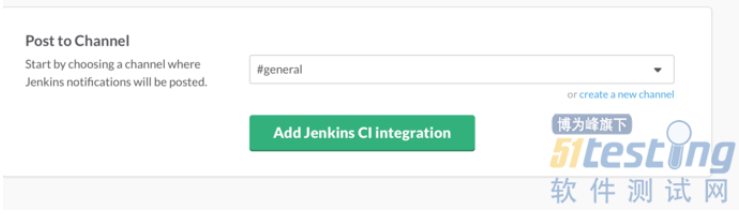 Post to Channel
Start by choosing a channel where
Jenkins notifications will be posted.
#general
or create a new channel
Add Jenkins CI integration
博为峰旗下
51testing
软件测试网